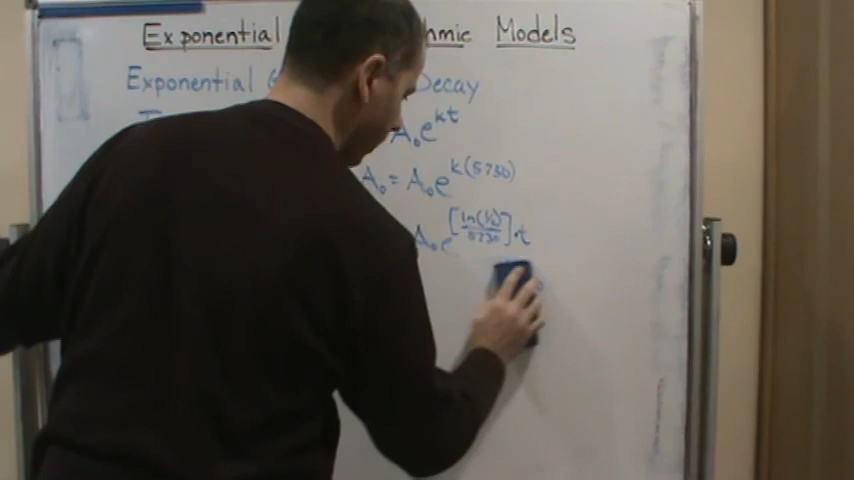 Exponential hmic Models
Exponential Decay
A₀e^kt
A₀ = A₀e^k(5730)
A₀e^[ln(½)/5730]·t